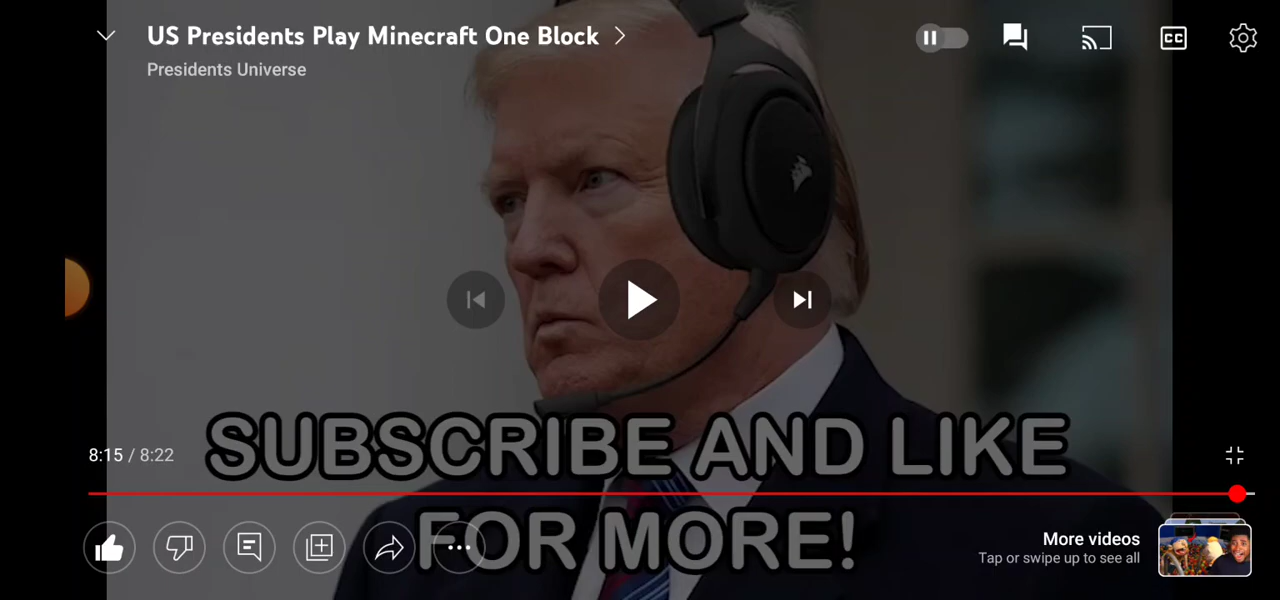 US Presidents Play Minecraft One Block
Presidents Universe
CC
SUBSCRIBE AND LIKE
8:15 / 8:22
FOR MORE!
More videos
Tap or swipe up to see all